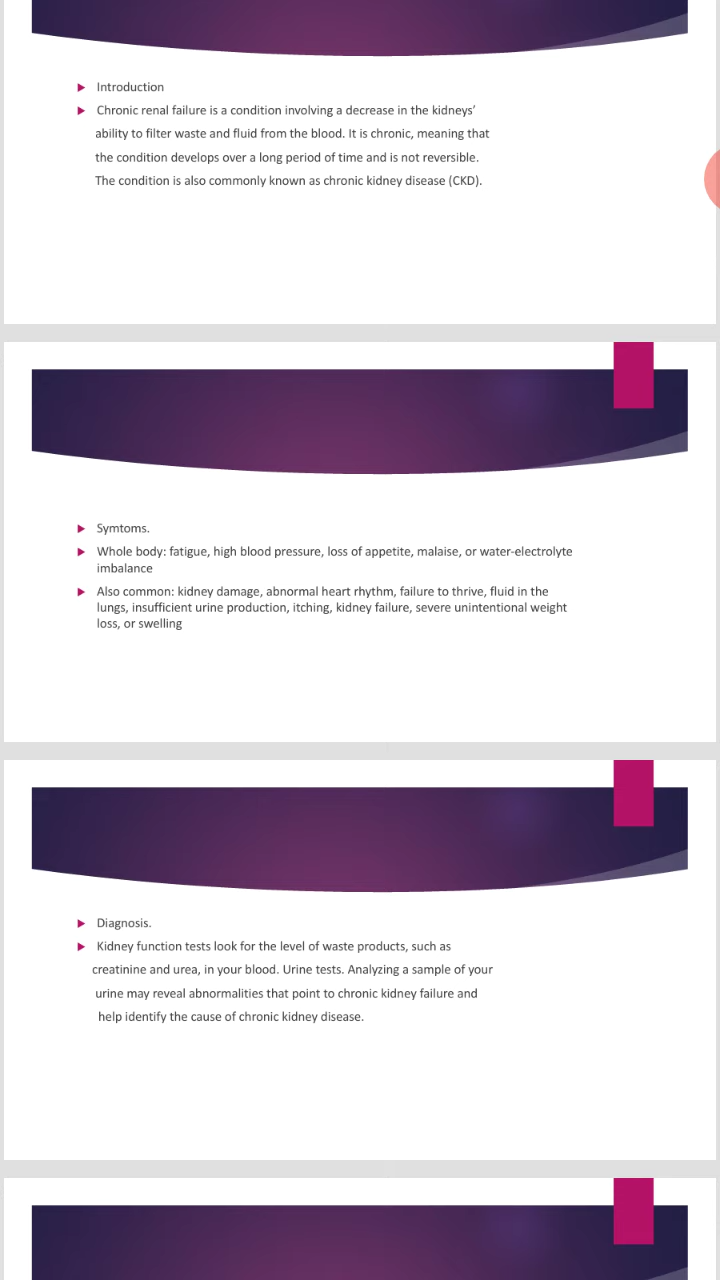 Introduction
Chronic renal failure is a condition involving a decrease in the kidneys’
ability to filter waste and fluid from the blood. It is chronic, meaning that
the condition develops over a long period of time and is not reversible.
The condition is also commonly known as chronic kidney disease (CKD).
Symtoms.
Whole body: fatigue, high blood pressure, loss of appetite, malaise, or water-electrolyte
imbalance
Also common: kidney damage, abnormal heart rhythm, failure to thrive, fluid in the
lungs, insufficient urine production, itching, kidney failure, severe unintentional weight
loss, or swelling
Diagnosis.
Kidney function tests look for the level of waste products, such as
creatinine and urea, in your blood. Urine tests. Analyzing a sample of your
urine may reveal abnormalities that point to chronic kidney failure and
help identify the cause of chronic kidney disease.